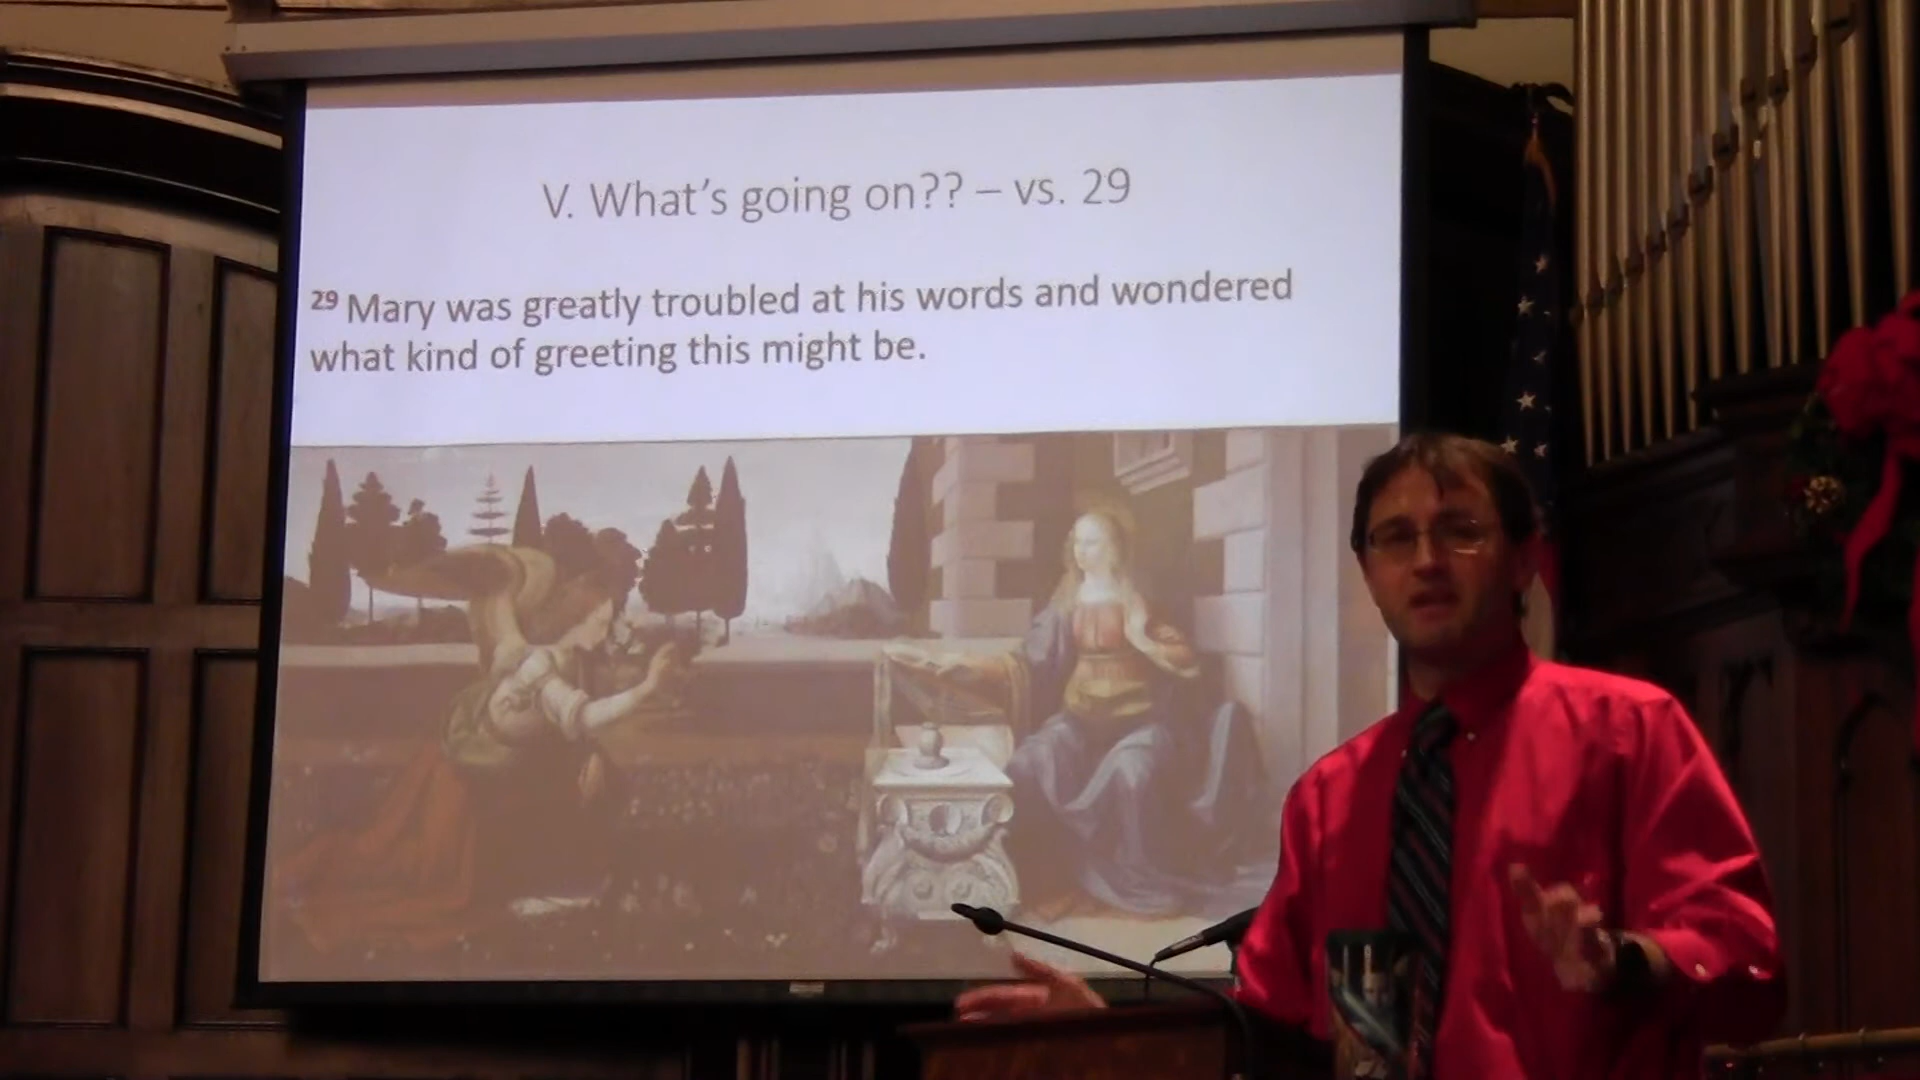 V. What's going on?? – vs. 29
29 Mary was greatly troubled at his words and wondered
what kind of greeting this might be.